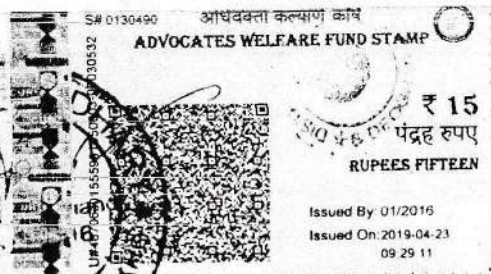 S# 0130490
अधिवक्ता कल्याण कोष
ADVOCATES WELFARE FUND STAMP
₹ 15
पंद्रह रुपए
RUPEES FIFTEEN
Issued By: 01/2016
Issued On: 2019-04-23
09 29 11